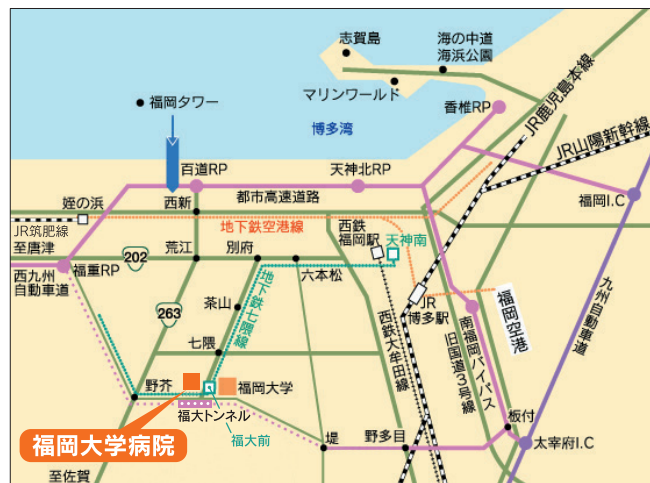 志賀島
海の中道
海浜公園
マリンワールド
香椎RP
JR鹿児島本線
福岡タワー
博多湾
JR山陽新幹線
百道RP
天神北RP
福岡I.C
都市高速道路
姪の浜
西新
地下鉄空港線
西鉄
福岡駅
天神南
JR筑肥線
至唐津
荒江
別府
202
福重RP
六本松
西九州
自動車道
地下鉄七隈線
JR
博多駅
福岡空港
九州自動車道
茶山
263
西鉄大牟田線
南福岡バイパス
旧国道3号線
七隈
野芥
福岡大学
福大トンネル
板付
福岡大学病院
福大前
堤
野多目
太宰府I.C
至佐賀